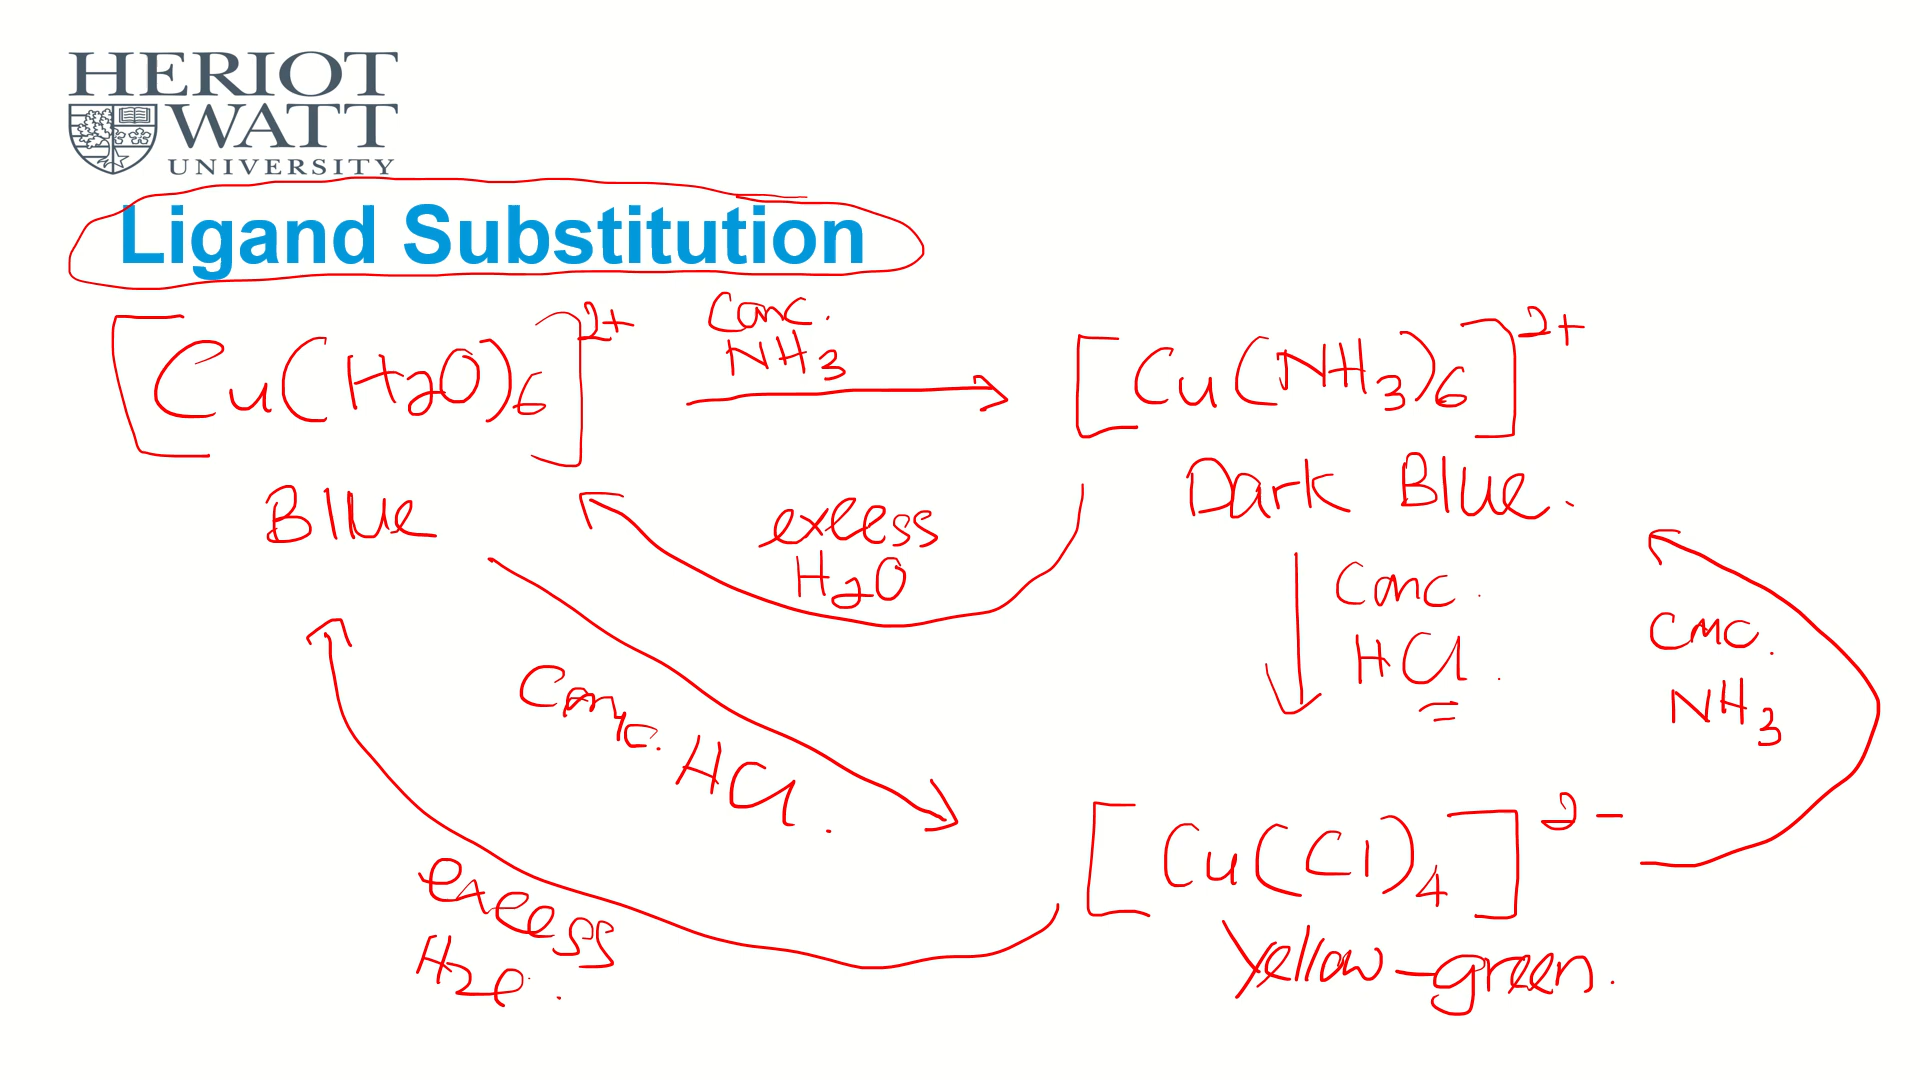 HERIOT
WATT
UNIVERSITY
Ligand Substitution
[Cu(H2O)6]2+
conc.
NH3
[Cu(NH3)6]2+
Blue
excess
H2O
Dark Blue.
Conc.
HCl.
Conc. HCl.
Conc.
NH3
[Cu(Cl)4]2-
excess
H2O.
Yellow-green.